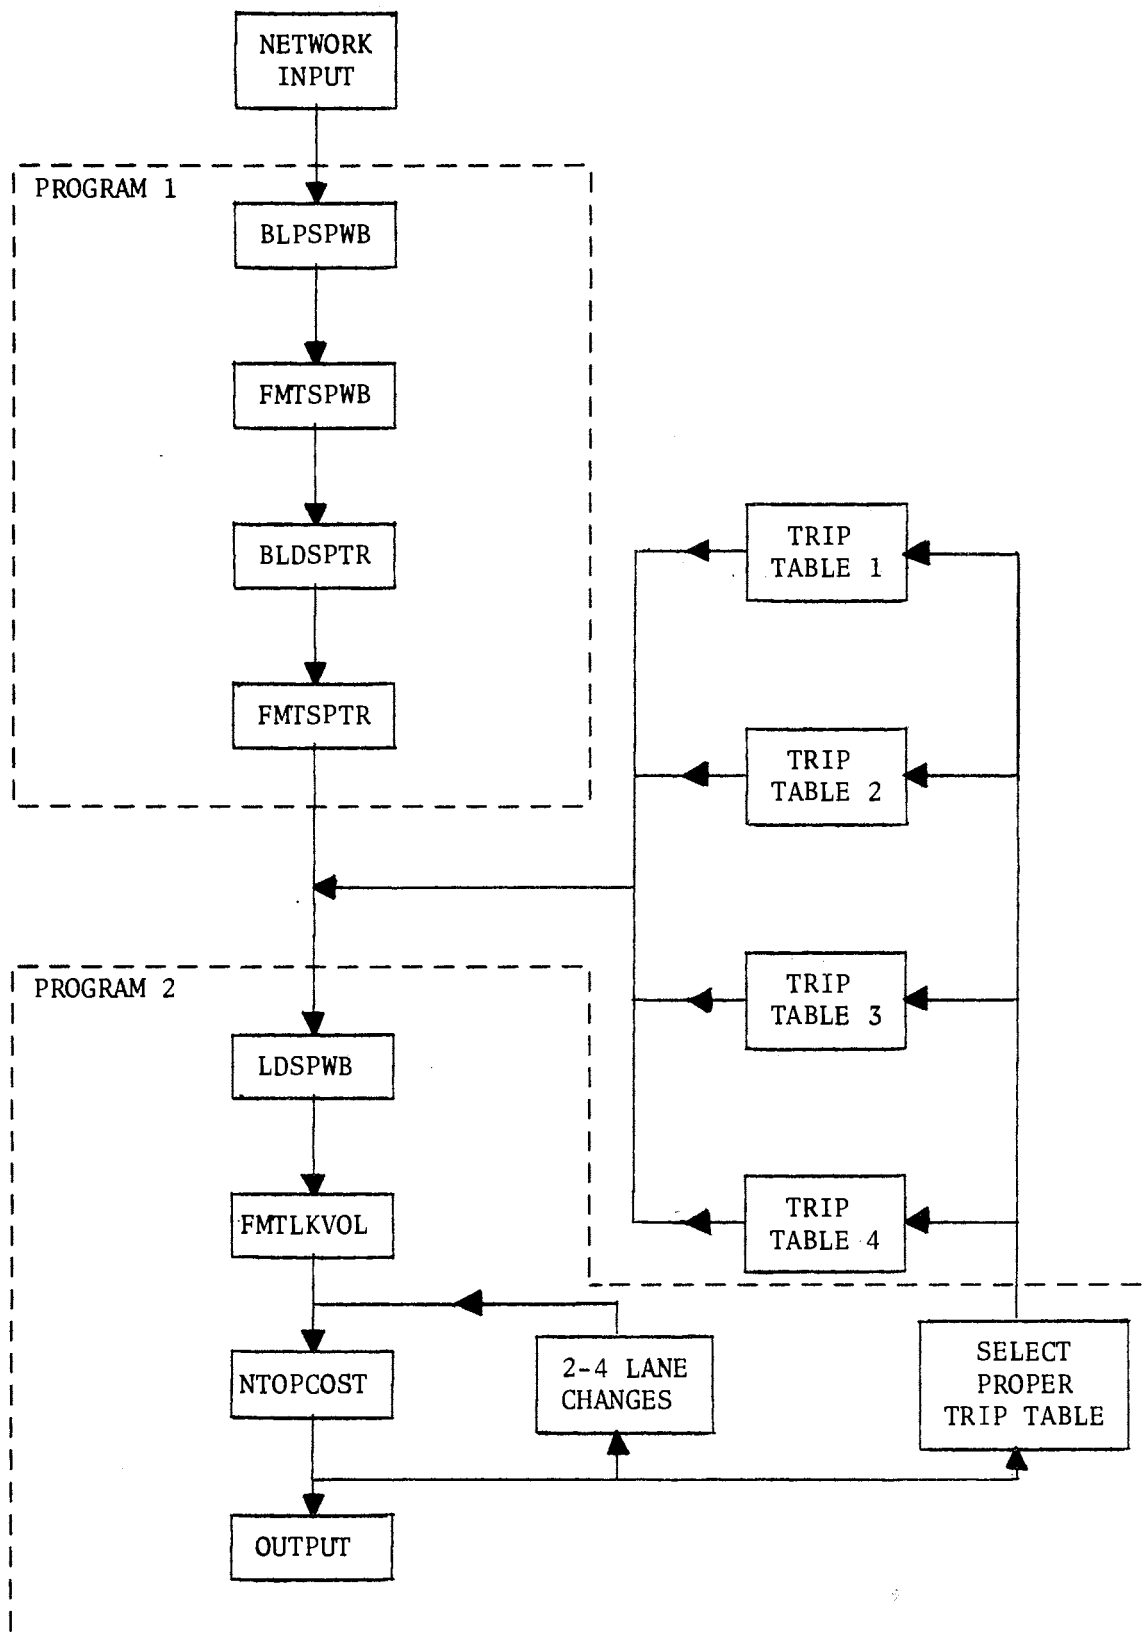 NETWORK
INPUT
PROGRAM 1
BLPSPWB
FMTSPWB
BLDSPTR
FMTSPTR
TRIP
TABLE 1
TRIP
TABLE 2
TRIP
TABLE 3
TRIP
TABLE 4
PROGRAM 2
LDSPWB
FMTLKVOL
NTOPCOST
2-4 LANE
CHANGES
SELECT
PROPER
TRIP TABLE
OUTPUT